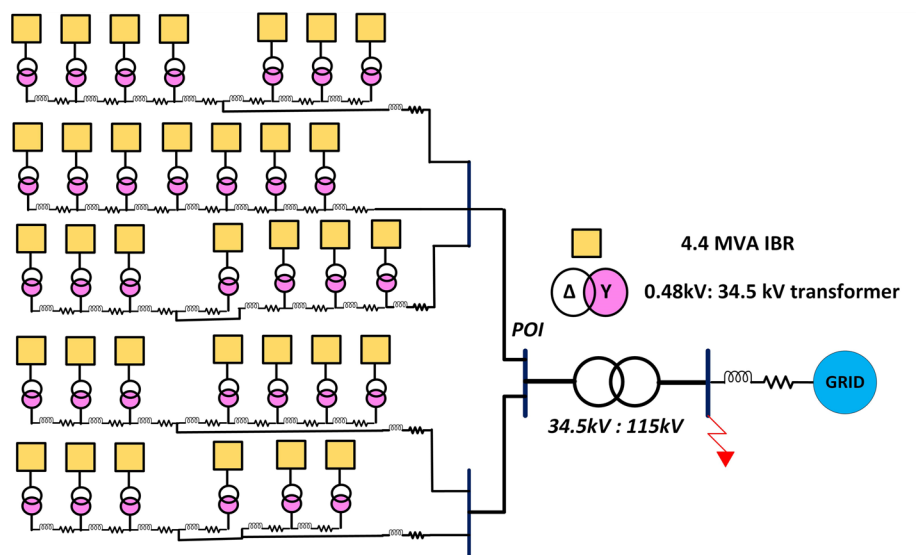 4.4 MVA IBR
Δ Y 0.48kV: 34.5 kV transformer
POI
GRID
34.5kV : 115kV